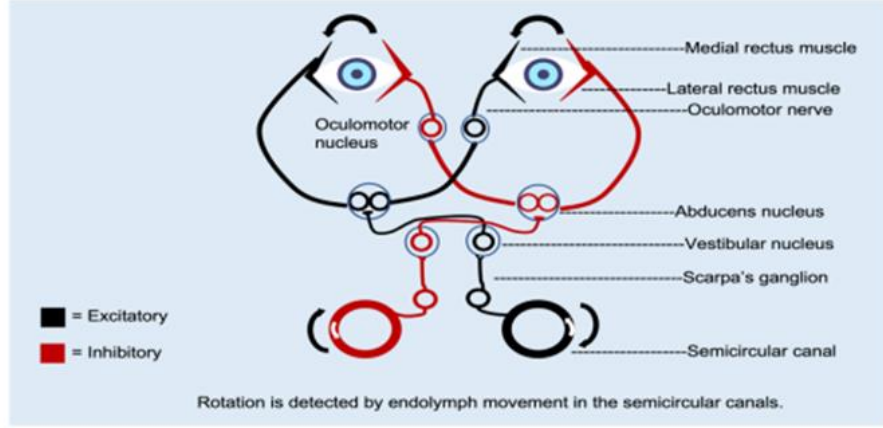 Medial rectus muscle
Lateral rectus muscle
Oculomotor nerve
Oculomotor
nucleus
Abducens nucleus
Vestibular nucleus
Scarpa's ganglion
= Excitatory
= Inhibitory
Semicircular canal
Rotation is detected by endolymph movement in the semicircular canals.